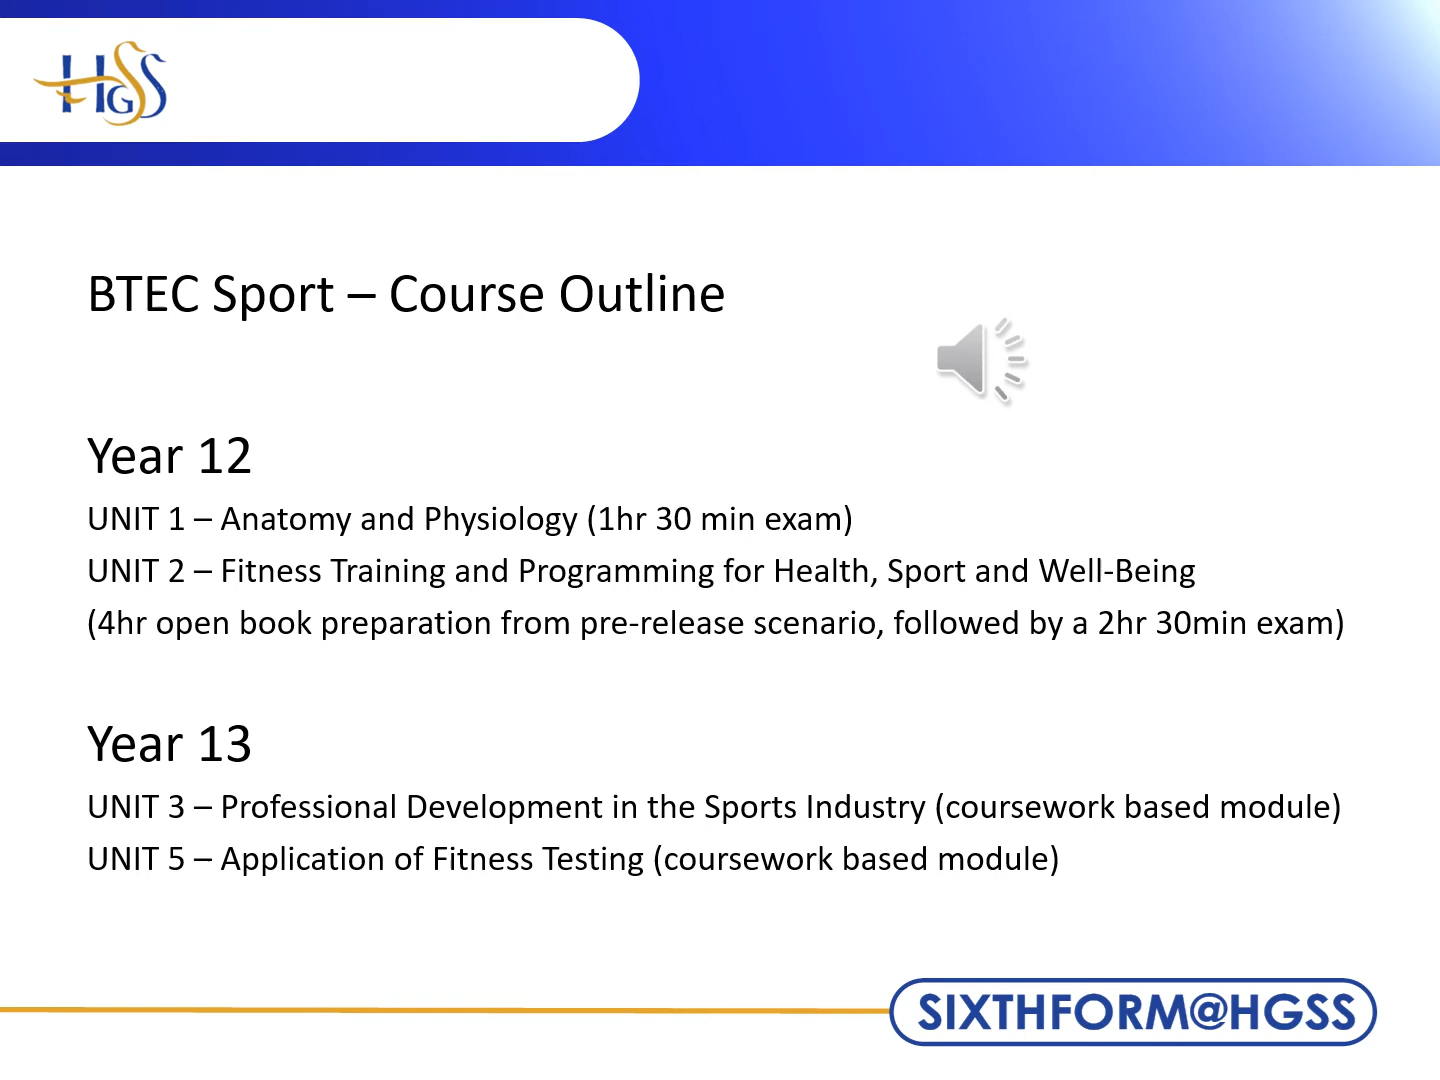 HGSS
BTEC Sport – Course Outline
Year 12
UNIT 1 – Anatomy and Physiology (1hr 30 min exam)
UNIT 2 – Fitness Training and Programming for Health, Sport and Well-Being
(4hr open book preparation from pre-release scenario, followed by a 2hr 30min exam)
Year 13
UNIT 3 – Professional Development in the Sports Industry (coursework based module)
UNIT 5 – Application of Fitness Testing (coursework based module)
SIXTHFORM@HGSS